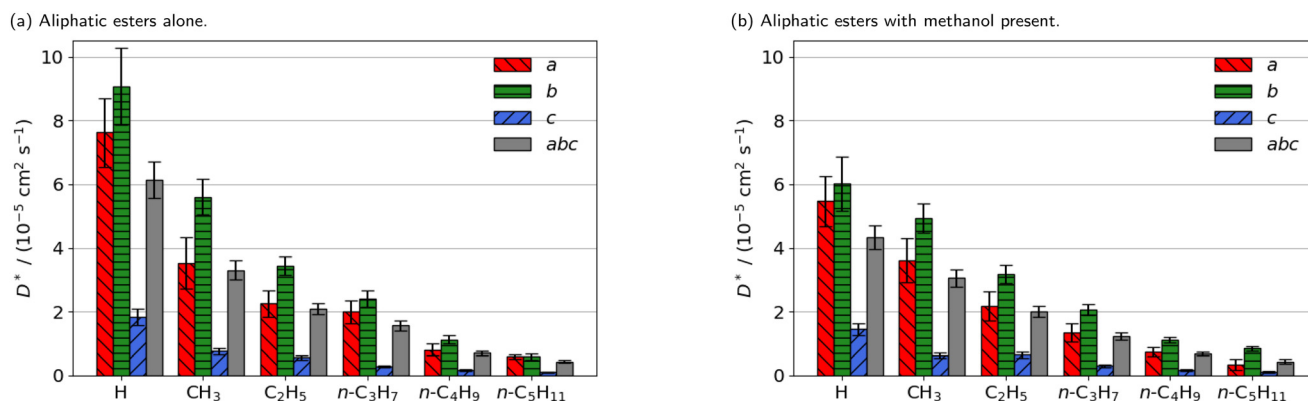 (a) Aliphatic esters alone.
D* / (10⁻⁵ cm² s⁻¹)
10
8
6
4
2
0
a
b
c
abc
H
CH₃
C₂H₅
n-C₃H₇
n-C₄H₉
n-C₅H₁₁
(b) Aliphatic esters with methanol present.
D* / (10⁻⁵ cm² s⁻¹)
10
8
6
4
2
0
a
b
c
abc
H
CH₃
C₂H₅
n-C₃H₇
n-C₄H₉
n-C₅H₁₁